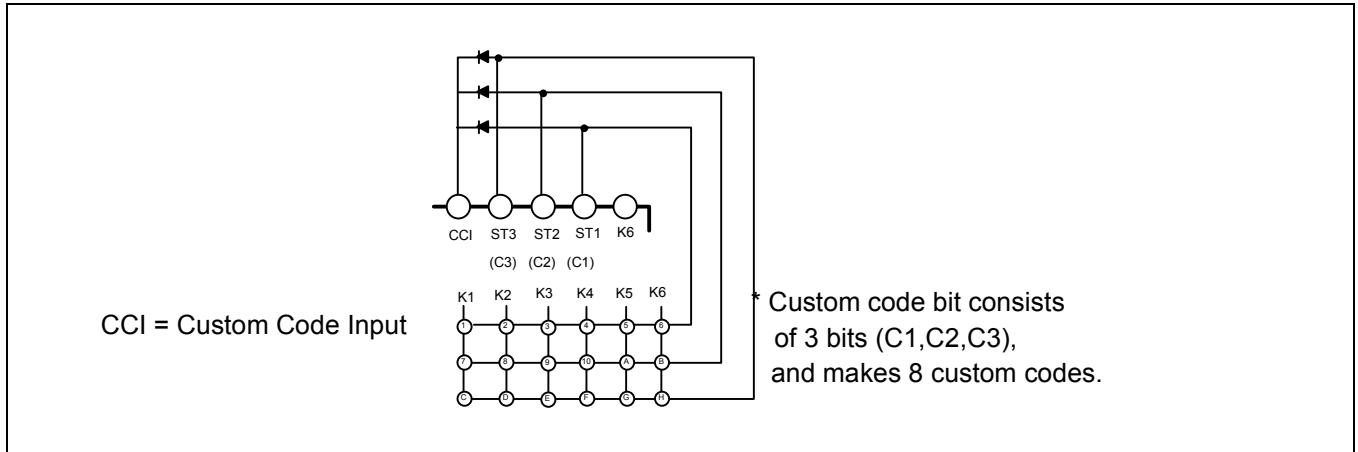 CCI ST3 ST2 ST1 K6
(C3) (C2) (C1)
K1 K2 K3 K4 K5 K6
1 2 3 4 5 6
7 8 9 10 A B
C D E F G H
CCI = Custom Code Input
* Custom code bit consists
of 3 bits (C1,C2,C3),
and makes 8 custom codes.